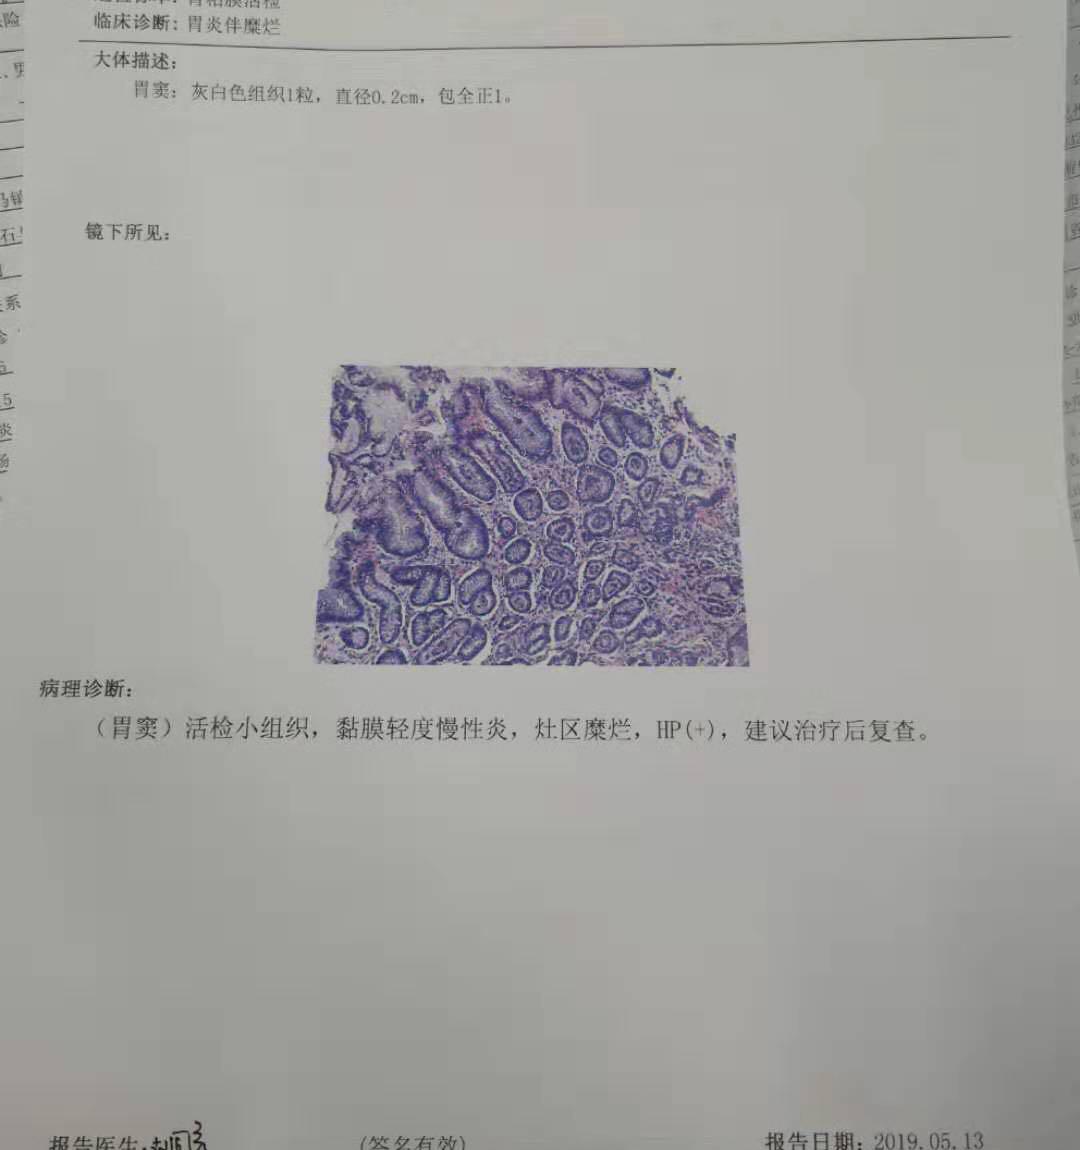 胃粘膜活检
临床诊断：胃炎伴糜烂
大体描述：
胃窦：灰白色组织1粒，直径0.2cm，包全正1。
镜下所见：
病理诊断：
（胃窦）活检小组织，黏膜轻度慢性炎，灶区糜烂，HP(+)，建议治疗后复查。
报告医生：
(签名有效)
报告日期：2019.05.13